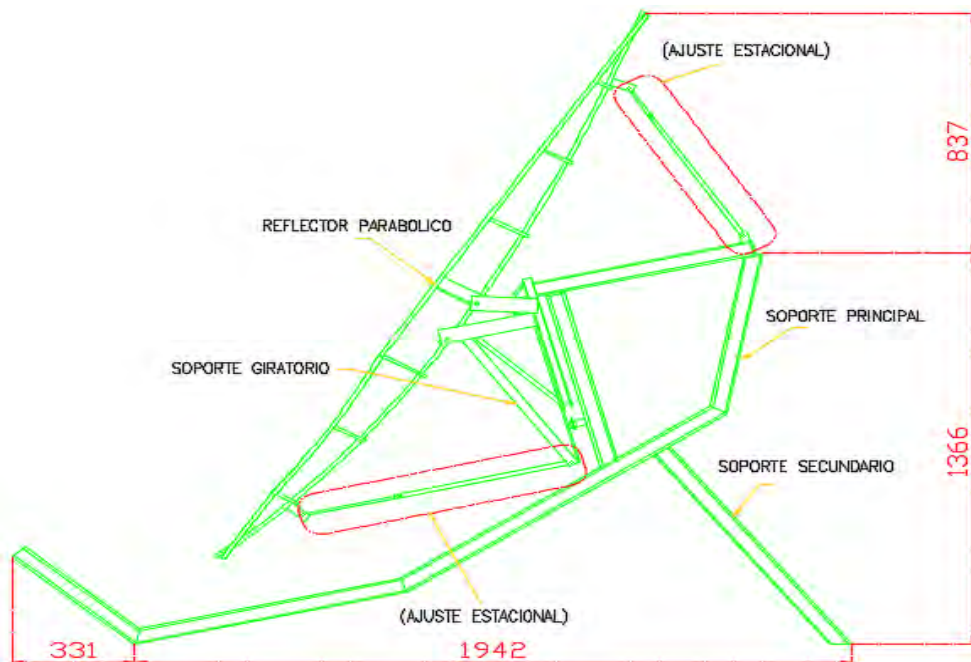 (AJUSTE ESTACIONAL)
837
REFLECTOR PARABOLICO
SOPORTE PRINCIPAL
SOPORTE GIRATORIO
1366
SOPORTE SECUNDARIO
(AJUSTE ESTACIONAL)
331
1942